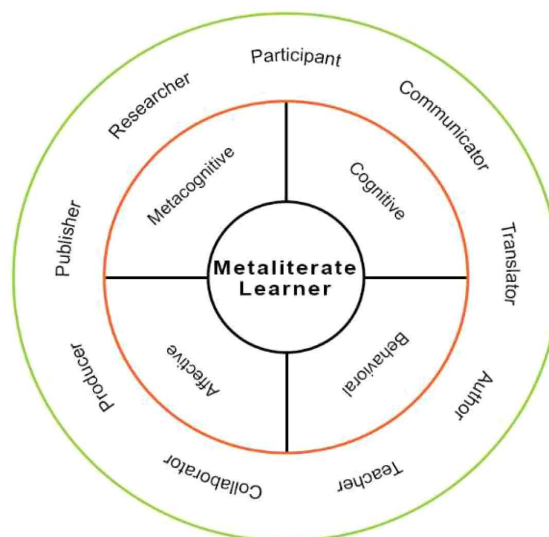 Participant
Communicator
Translator
Author
Teacher
Collaborator
Producer
Publisher
Researcher
Metacognitive
Cognitive
Behavioral
Affective
Metaliterate
Learner